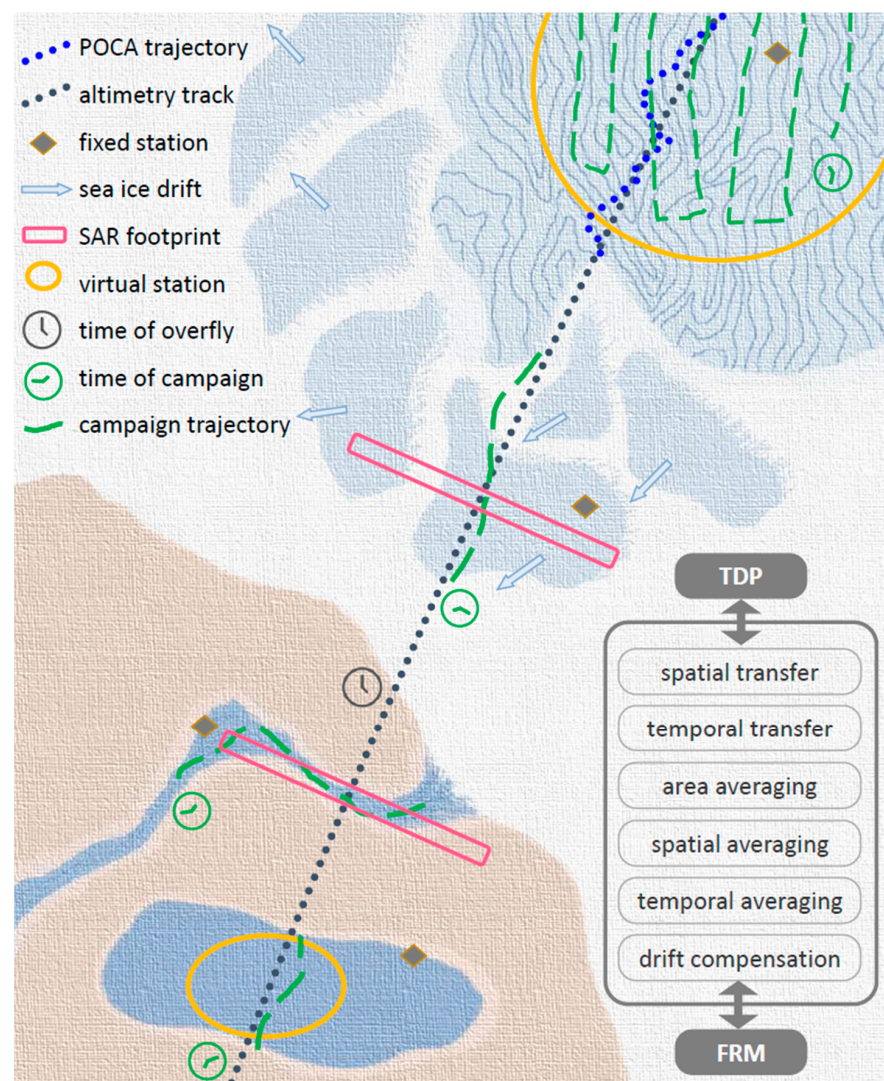 POCA trajectory
altimetry track
fixed station
sea ice drift
SAR footprint
virtual station
time of overfly
time of campaign
campaign trajectory
TDP
spatial transfer
temporal transfer
area averaging
spatial averaging
temporal averaging
drift compensation
FRM